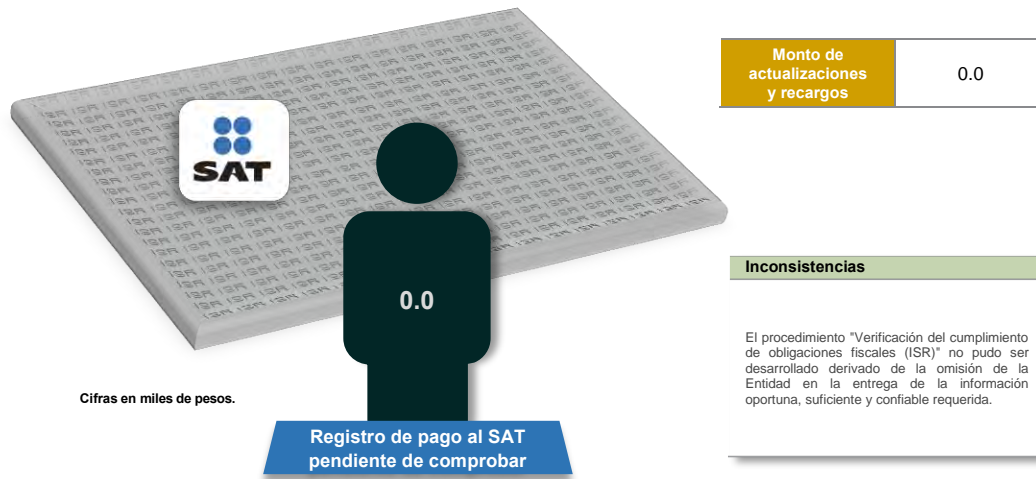 Monto de
actualizaciones
y recargos
0.0
SAT
0.0
Inconsistencias
El procedimiento "Verificación del cumplimiento
de obligaciones fiscales (ISR)" no pudo ser
desarrollado derivado de la omisión de la
Entidad en la entrega de la información
oportuna, suficiente y confiable requerida.
Cifras en miles de pesos.
Registro de pago al SAT
pendiente de comprobar